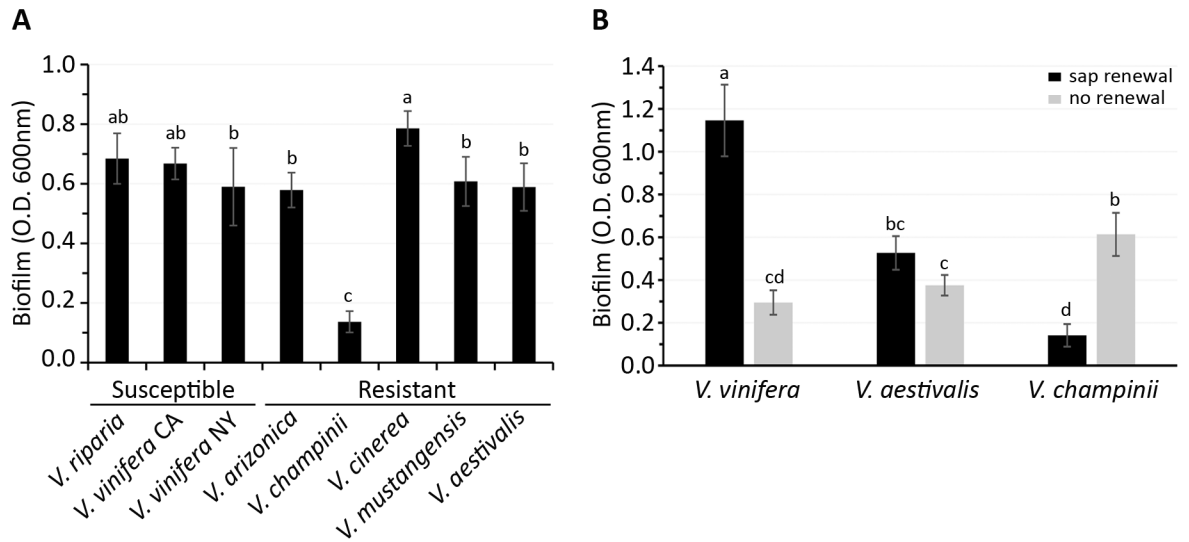 A
Biofilm (O.D. 600nm)
1.0
0.8
0.6
0.4
0.2
0.0
ab
ab
b
b
c
a
b
b
Susceptible
Resistant
V. riparia
V. vinifera CA
V. vinifera NY
V. arizonica
V. champinii
V. cinerea
V. mustangensis
V. aestivalis
B
Biofilm (O.D. 600nm)
1.4
1.2
1.0
0.8
0.6
0.4
0.2
0.0
sap renewal
no renewal
a
cd
bc
c
d
b
V. vinifera
V. aestivalis
V. champinii